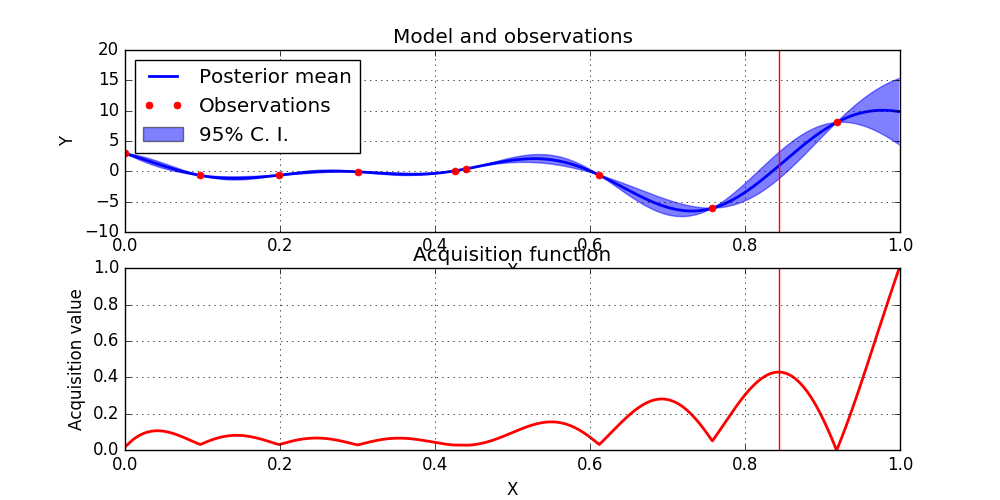 Model and observations
20
15
10
5
0
−5
−10
Y
Posterior mean
Observations
95% C. I.
0.0 0.2 0.4 0.6 0.8 1.0
X
Acquisition function
1.0
0.8
0.6
0.4
0.2
0.0
Acquisition value
0.0 0.2 0.4 0.6 0.8 1.0
X